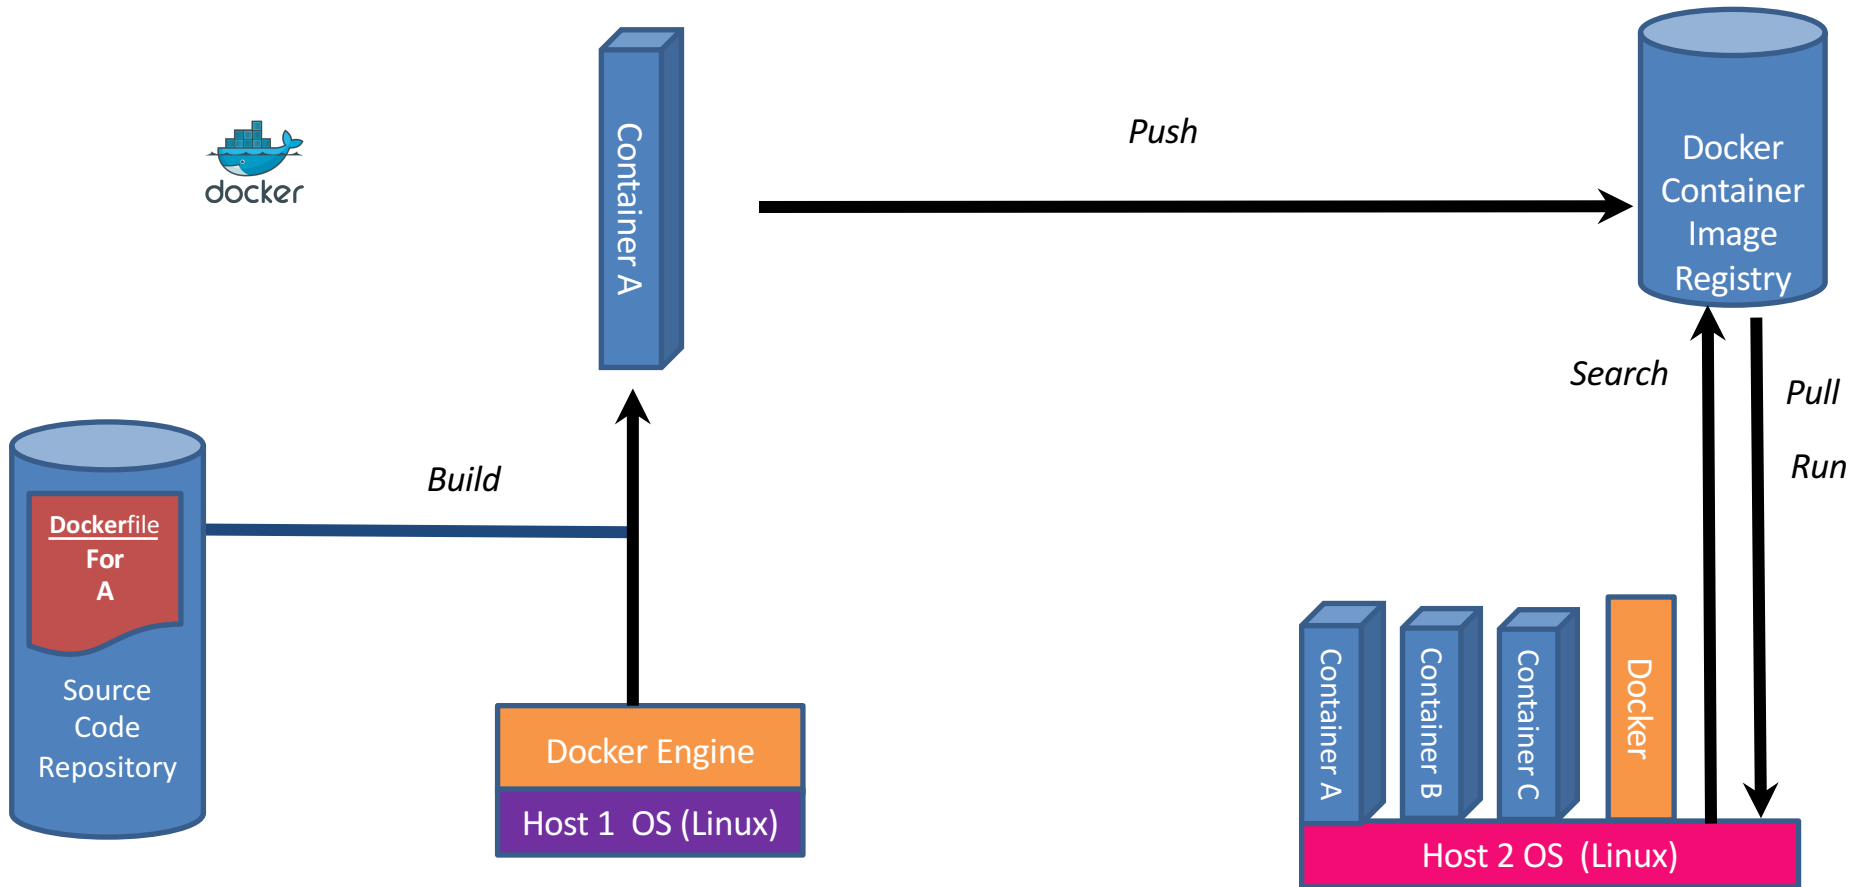 docker
Container A
Push
Docker
Container
Image
Registry
Search
Pull
Run
Build
Dockerfile
For
A
Source
Code
Repository
Docker Engine
Host 1 OS (Linux)
Container A
Container B
Container C
Docker
Host 2 OS (Linux)